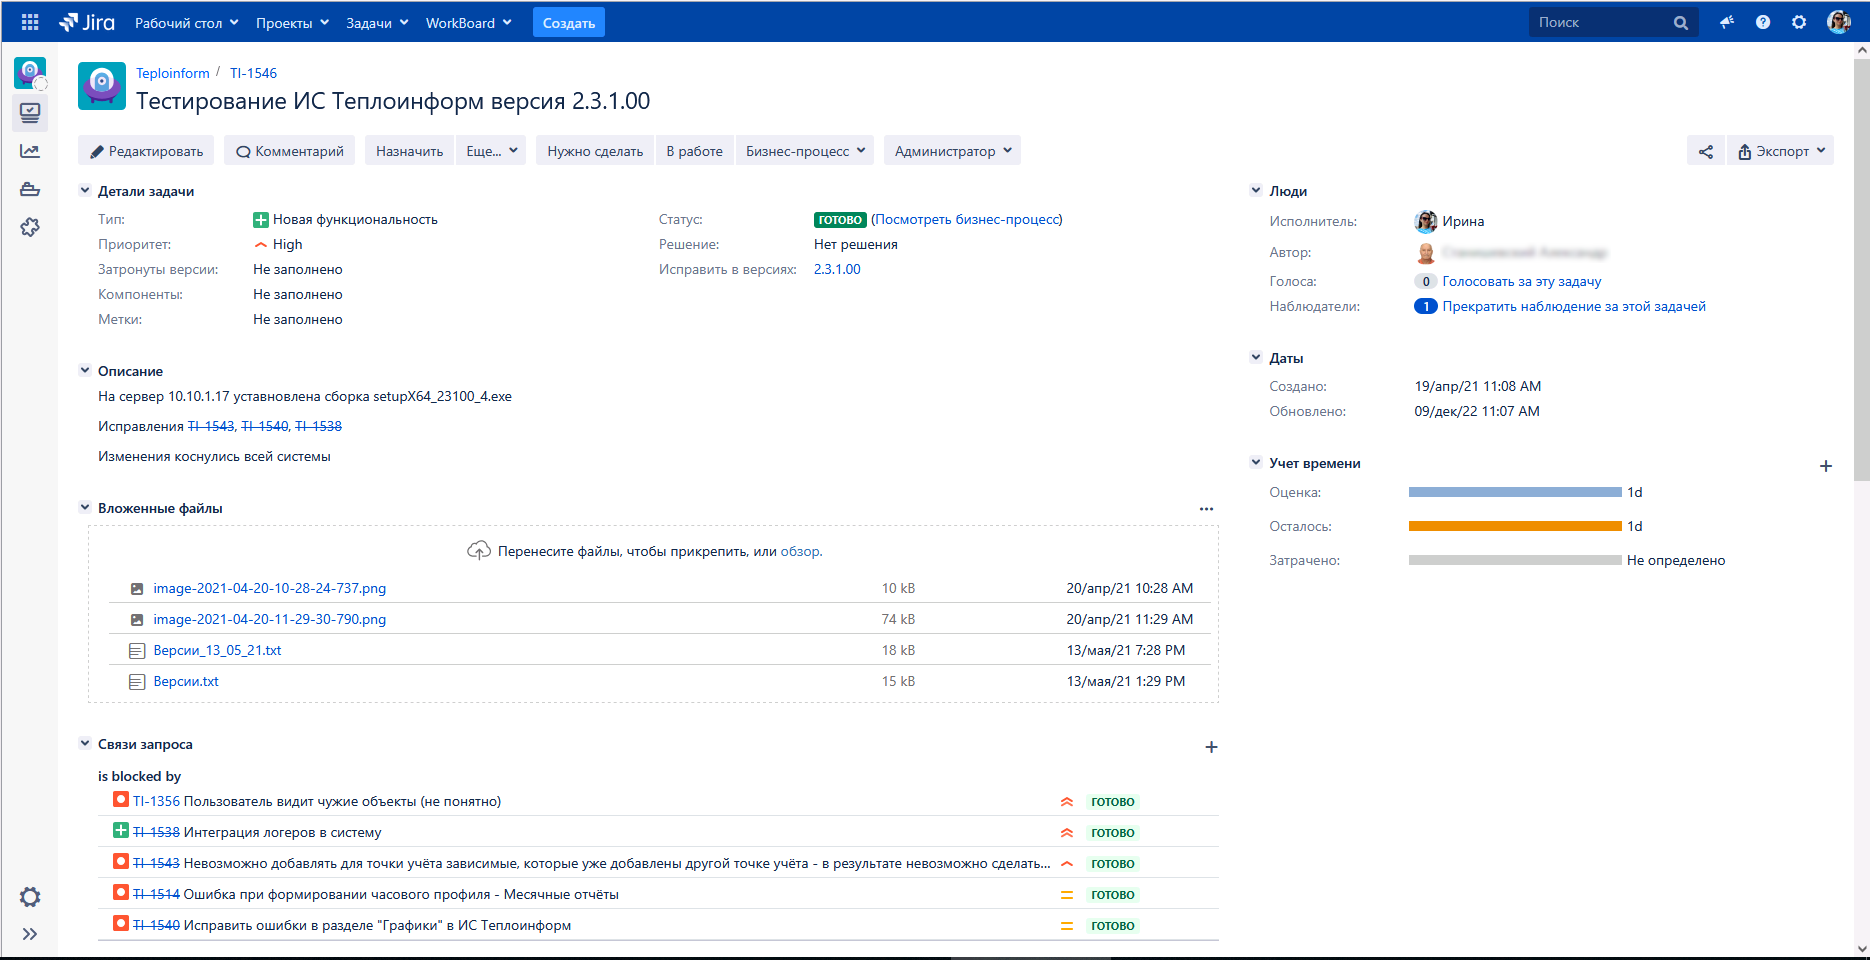 Jira Рабочий стол Проекты Задачи WorkBoard Создать Поиск
Teploinform / TI-1546
Тестирование ИС Теплоинформ версия 2.3.1.00
Редактировать Комментарий Назначить Еще... Нужно сделать В работе Бизнес-процесс Администратор Экспорт
Детали задачи
Тип: Новая функциональность
Приоритет: High
Затронуты версии: Не заполнено
Компоненты: Не заполнено
Метки: Не заполнено
Статус: ГОТОВО (Посмотреть бизнес-процесс)
Решение: Нет решения
Исправить в версиях: 2.3.1.00
Описание
На сервер 10.10.1.17 уставновлена сборка setupX64_23100_4.exe
Исправления TI-1543, TI-1540, TI-1538
Изменения коснулись всей системы
Вложенные файлы
Перенесите файлы, чтобы прикрепить, или обзор.
image-2021-04-20-10-28-24-737.png 10 kB 20/апр/21 10:28 AM
image-2021-04-20-11-29-30-790.png 74 kB 20/апр/21 11:29 AM
Версии_13_05_21.txt 18 kB 13/мая/21 7:28 PM
Версии.txt 15 kB 13/мая/21 1:29 PM
Связи запроса
is blocked by
TI-1356 Пользователь видит чужие объекты (не понятно) ГОТОВО
TI-1538 Интеграция логеров в систему ГОТОВО
TI-1543 Невозможно добавлять для точки учёта зависимые, которые уже добавлены другой точке учёта - в результате невозможно сделать... ГОТОВО
TI-1514 Ошибка при формировании часового профиля - Месячные отчёты ГОТОВО
TI-1540 Исправить ошибки в разделе "Графики" в ИС Теплоинформ ГОТОВО
Люди
Исполнитель: Ирина
Автор:
Голоса: 0 Голосовать за эту задачу
Наблюдатели: 1 Прекратить наблюдение за этой задачей
Даты
Создано: 19/апр/21 11:08 AM
Обновлено: 09/дек/22 11:07 AM
Учет времени
Оценка: 1d
Осталось: 1d
Затрачено: Не определено